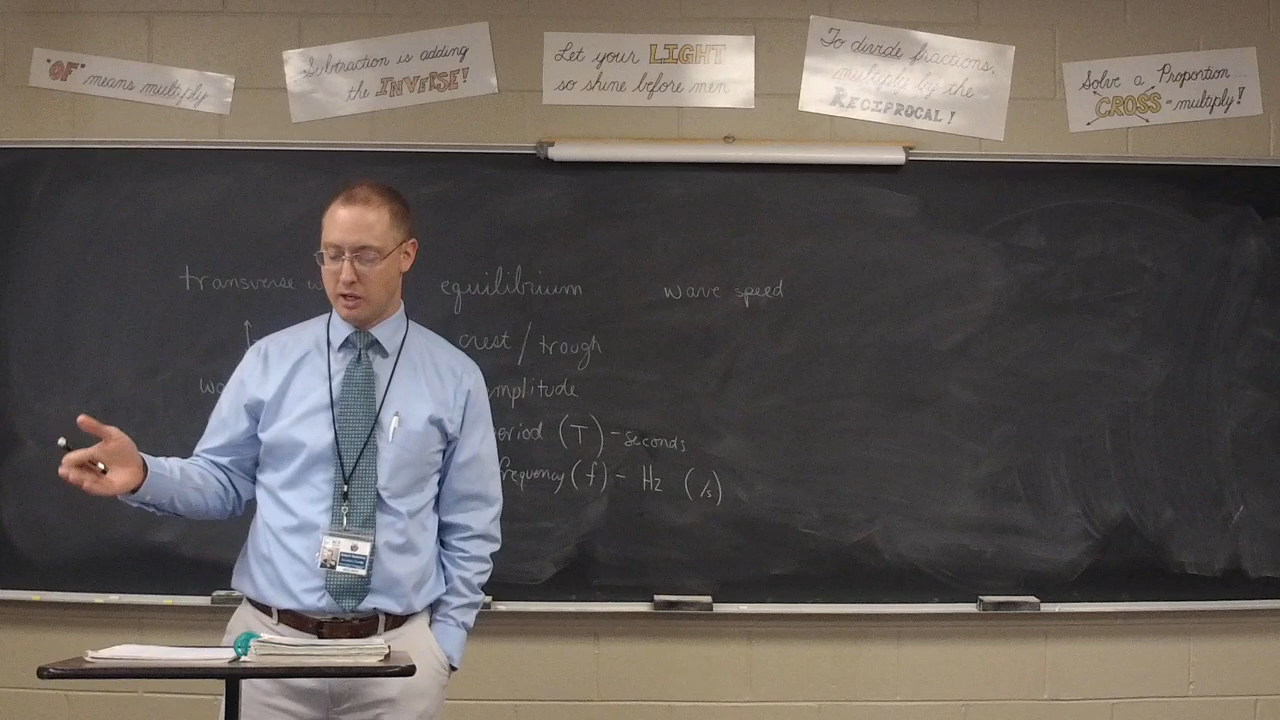 "OF" means multiply
Subtraction is adding
the INVERSE!
Let your LIGHT
so shine before men
To divide fractions,
multiply by the
RECIPROCAL!
Solve a Proportion...
CROSS-multiply!
transverse w
equilibrium
wave speed
crest / trough
wa
mplitude
eriod (T) - seconds
frequency (f) - Hz (/s)